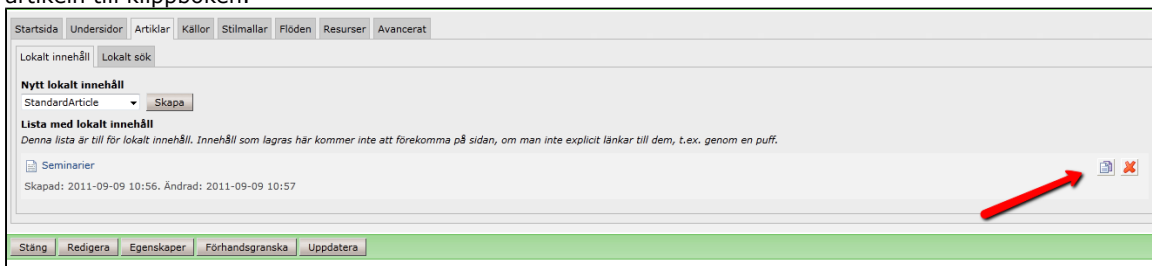 artikeln till klippboken.
Startsida Undersidor Artiklar Källor Stilmallar Flöden Resurser Avancerat
Lokalt innehåll Lokalt sök
Nytt lokalt innehåll
StandardArticle Skapa
Lista med lokalt innehåll
Denna lista är till för lokalt innehåll. Innehåll som lagras här kommer inte att förekomma på sidan, om man inte explicit länkar till dem, t.ex. genom en puff.
Seminarier
Skapad: 2011-09-09 10:56. Ändrad: 2011-09-09 10:57
Stäng Redigera Egenskaper Förhandsgranska Uppdatera